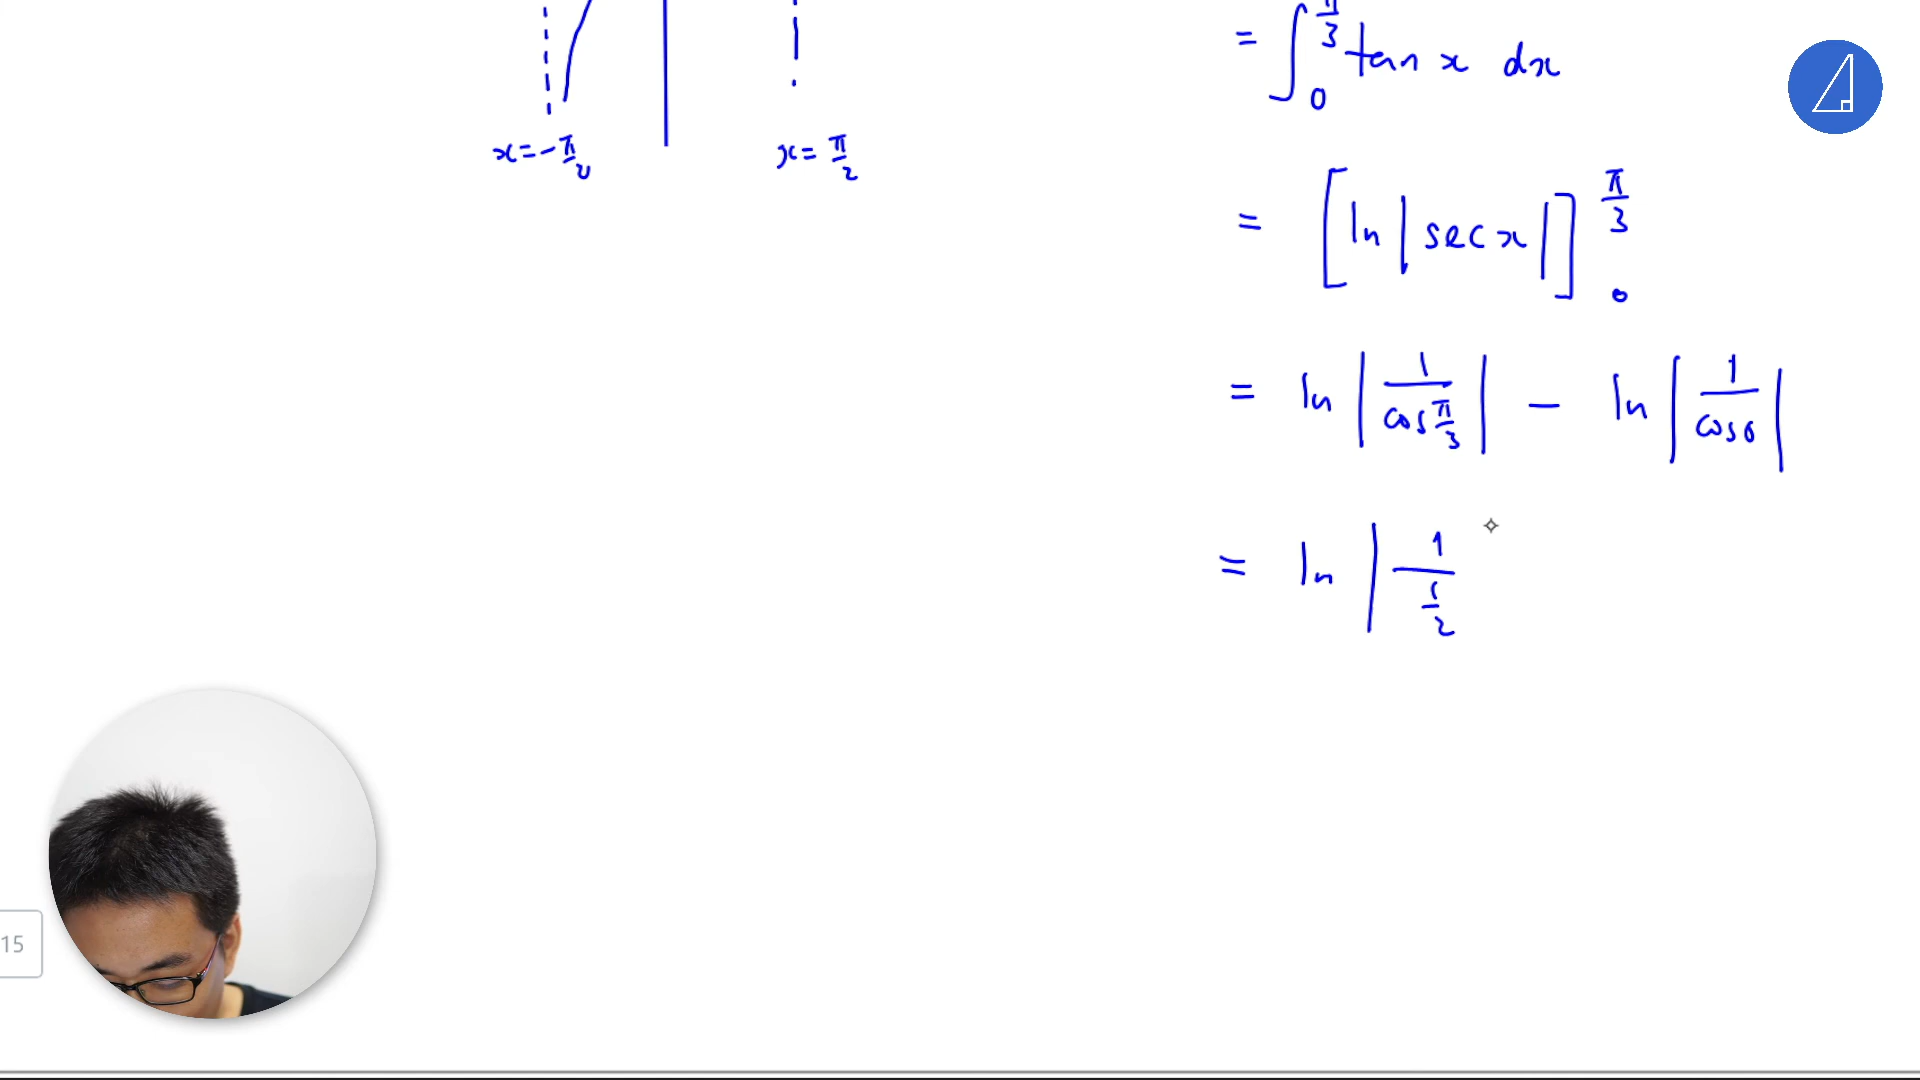 = ∫₀^(π/3) tan x dx
x = -π/2
x = π/2
= [ln|sec x|]₀^(π/3)
= ln|1/(cos π/3)| - ln|1/(cos 0)|
= ln|1/(1/2)
15